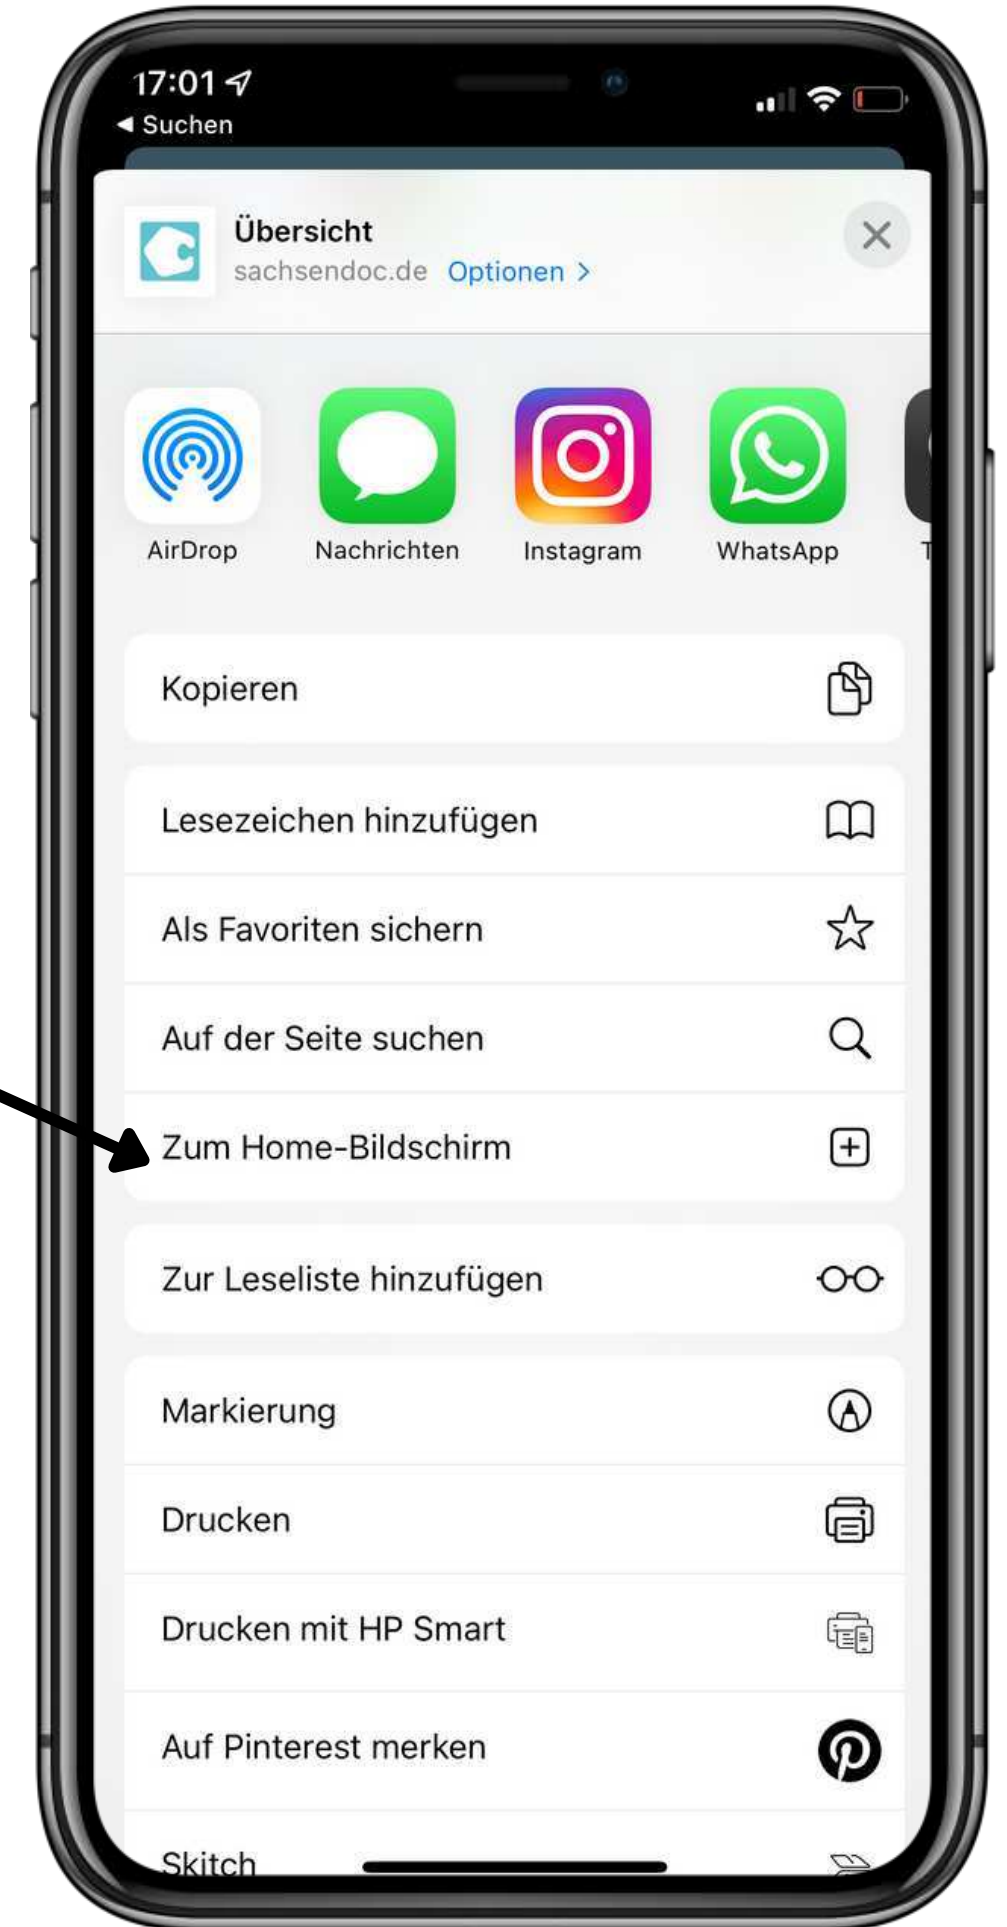 17:01
◀ Suchen
Übersicht
sachsendoc.de Optionen >
AirDrop Nachrichten Instagram WhatsApp T
Kopieren
Lesezeichen hinzufügen
Als Favoriten sichern
Auf der Seite suchen
Zum Home-Bildschirm
Zur Leseliste hinzufügen
Markierung
Drucken
Drucken mit HP Smart
Auf Pinterest merken
Skitch